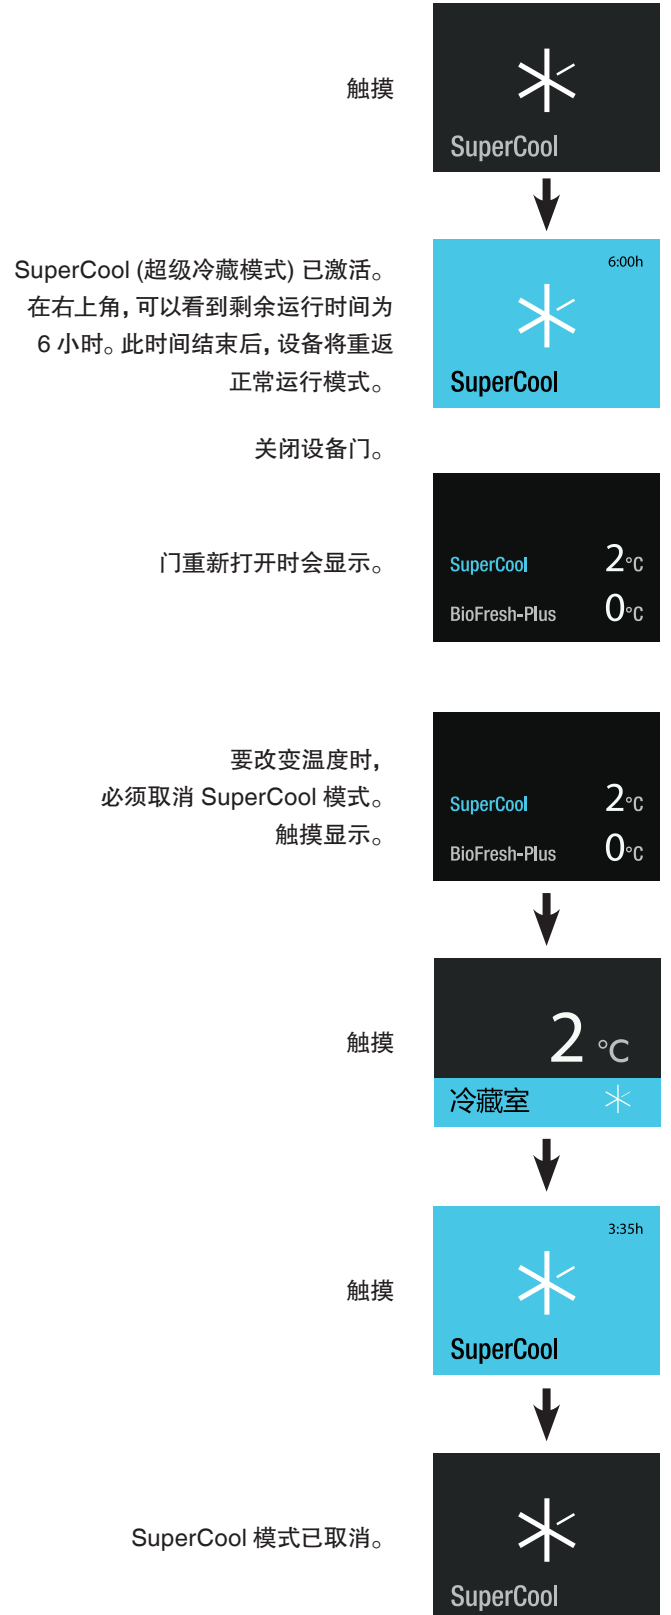 触摸
SuperCool
SuperCool (超级冷藏模式) 已激活。
在右上角，可以看到剩余运行时间为
6 小时。此时间结束后，设备将重返
正常运行模式。
6:00h
SuperCool
关闭设备门。
门重新打开时会显示。
SuperCool 2°C
BioFresh-Plus 0°C
要改变温度时，
必须取消 SuperCool 模式。
触摸显示。
SuperCool 2°C
BioFresh-Plus 0°C
触摸
2 °C
冷藏室
触摸
3:35h
SuperCool
SuperCool 模式已取消。
SuperCool